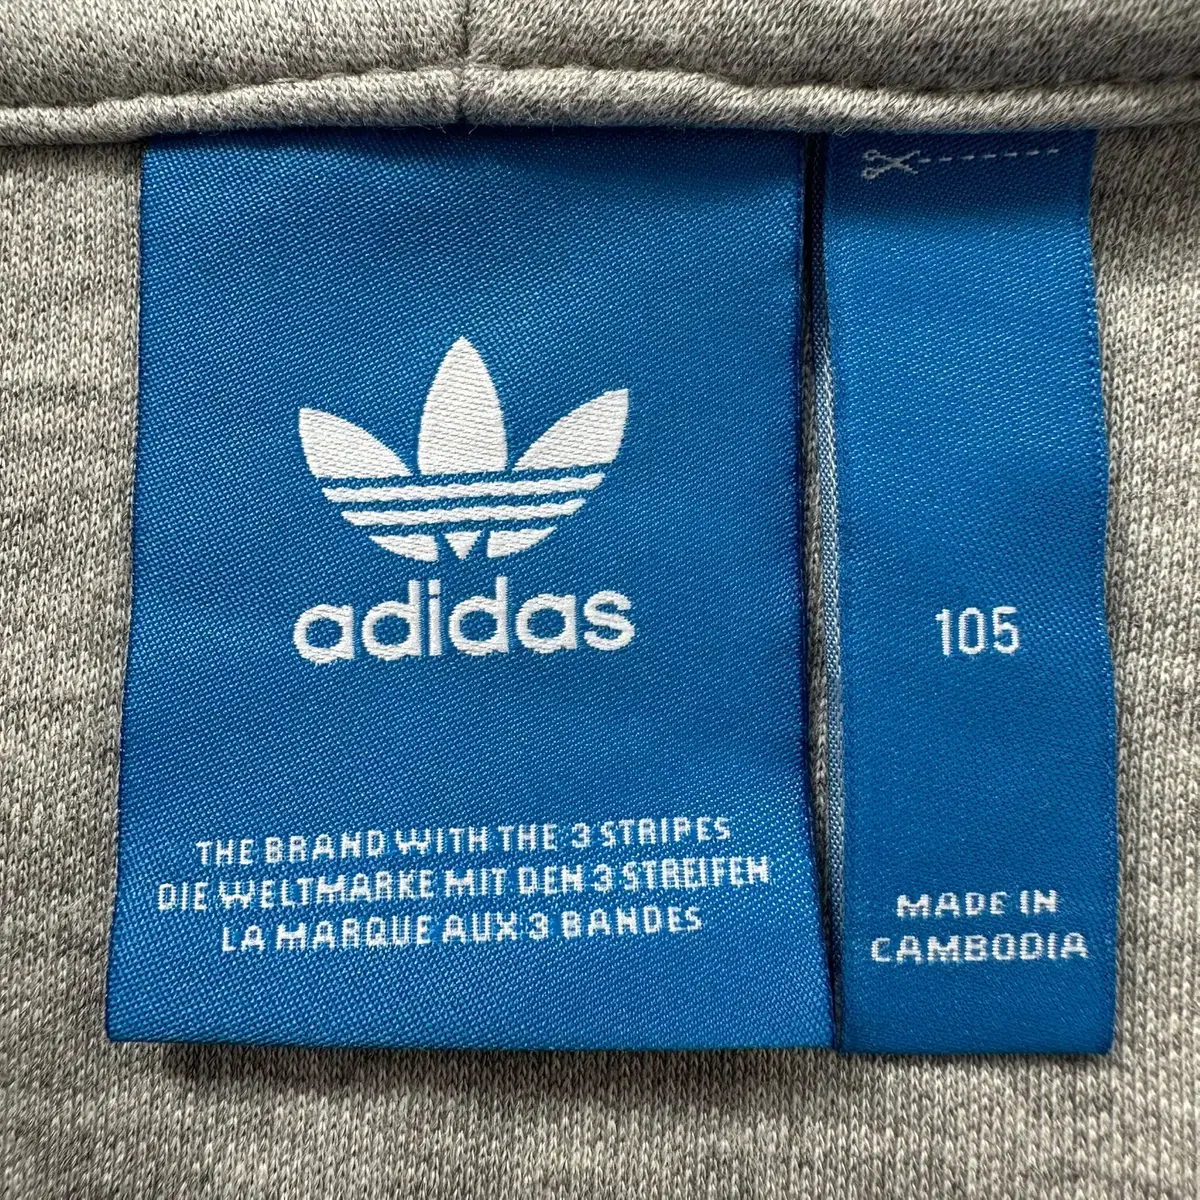 adidas
THE BRAND WITH THE 3 STRIPES
DIE WELTMARKE MIT DEN 3 STREIFEN
LA MARQUE AUX 3 BANDES
105
MADE IN
CAMBODIA